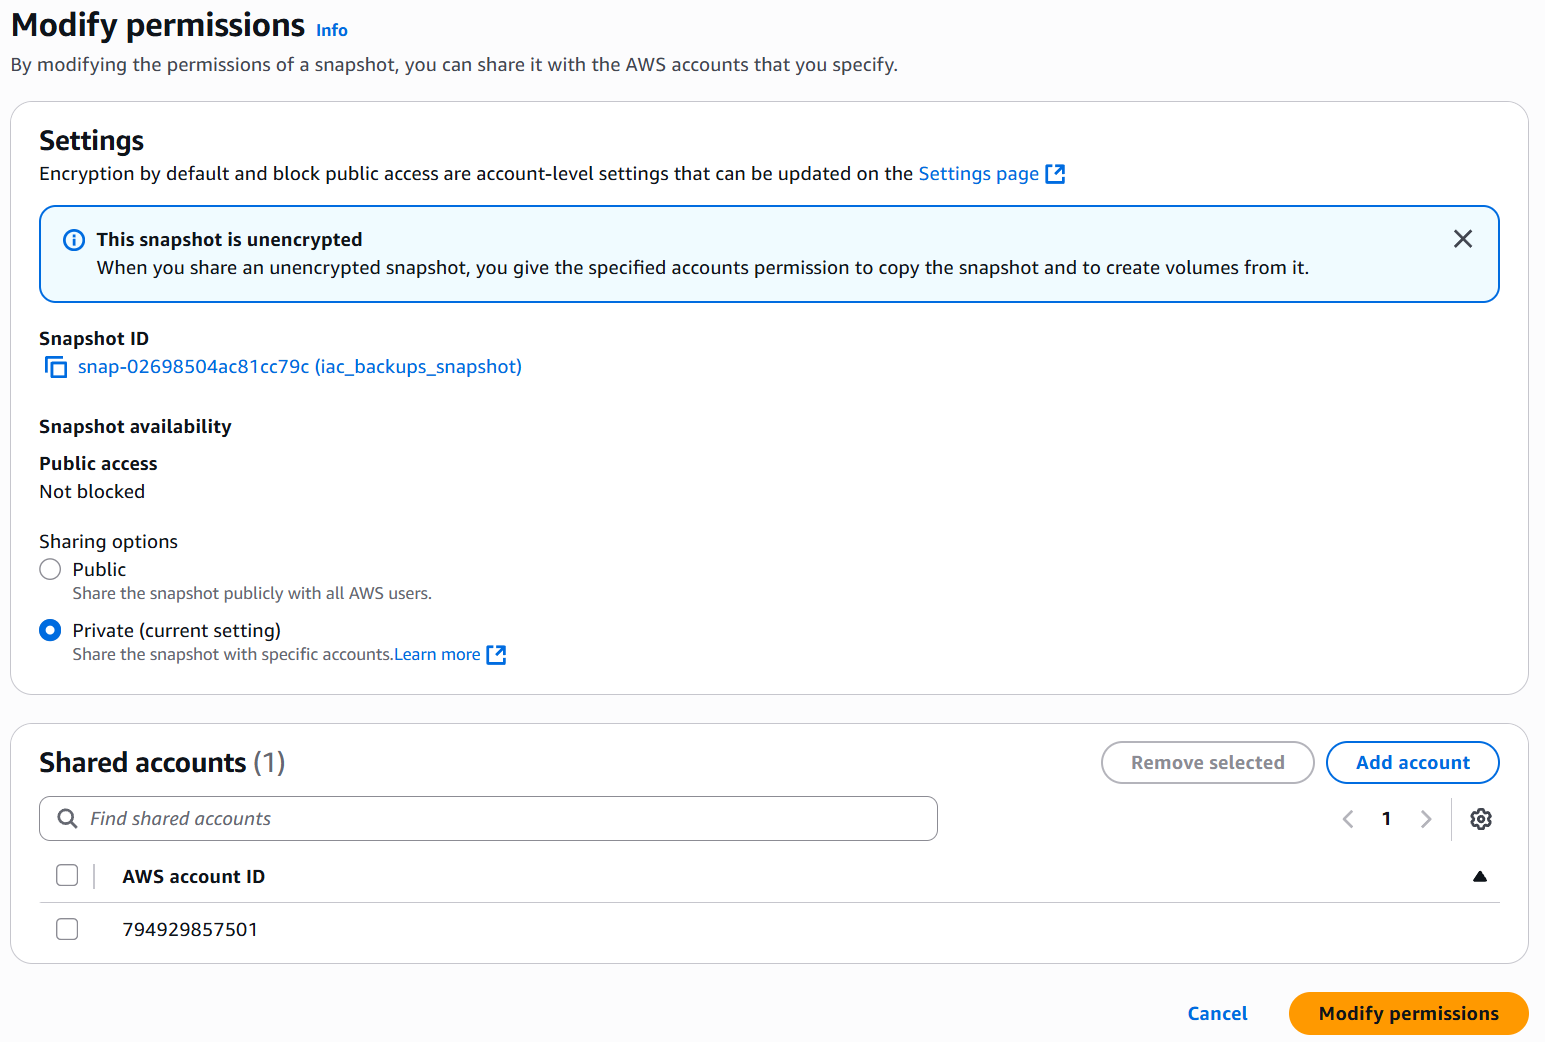 Modify permissions Info
By modifying the permissions of a snapshot, you can share it with the AWS accounts that you specify.
Settings
Encryption by default and block public access are account-level settings that can be updated on the Settings page
This snapshot is unencrypted
When you share an unencrypted snapshot, you give the specified accounts permission to copy the snapshot and to create volumes from it.
Snapshot ID
snap-02698504ac81cc79c (iac_backups_snapshot)
Snapshot availability
Public access
Not blocked
Sharing options
Public
Share the snapshot publicly with all AWS users.
Private (current setting)
Share the snapshot with specific accounts.Learn more
Shared accounts (1)
Remove selected
Add account
Find shared accounts
1
AWS account ID
794929857501
Cancel
Modify permissions